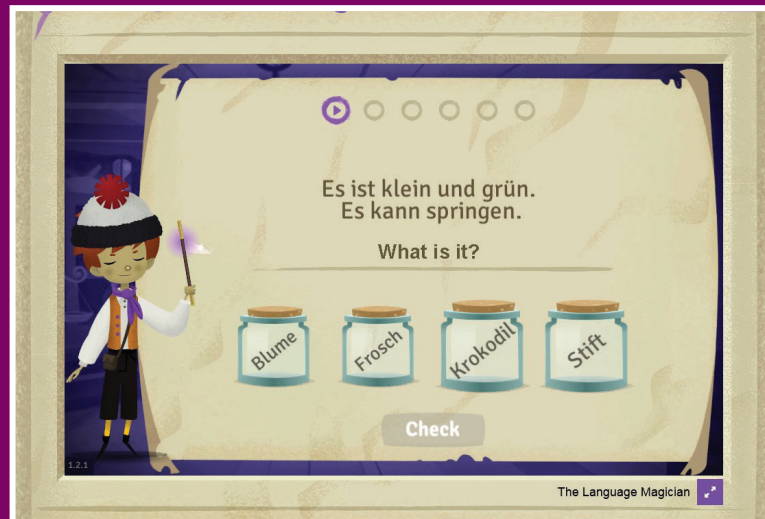 Es ist klein und grün.
Es kann springen.
What is it?
Blume
Frosch
Krokodil
Stift
Check
1.2.1
The Language Magician